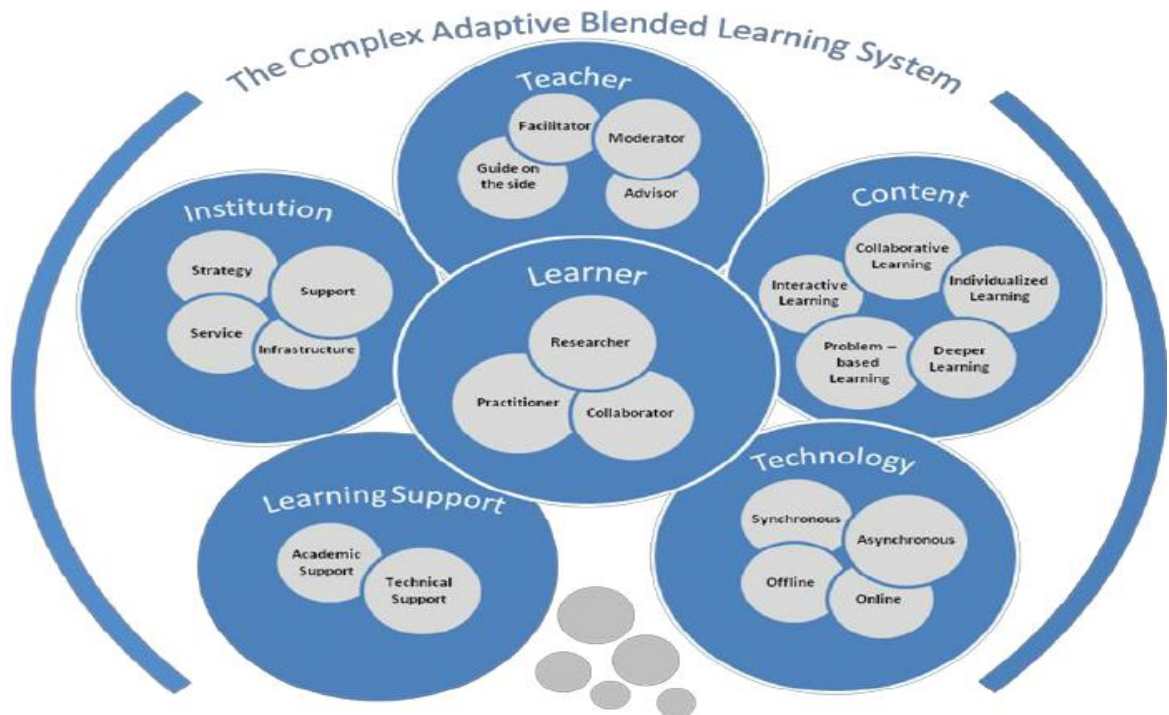 The Complex Adaptive Blended Learning System
Teacher
Facilitator
Moderator
Guide on
the side
Advisor
Institution
Strategy
Support
Service
Infrastructure
Content
Collaborative
Learning
Interactive
Learning
Individualized
Learning
Problem –
based
Learning
Deeper
Learning
Learner
Researcher
Practitioner
Collaborator
Learning Support
Academic
Support
Technical
Support
Technology
Synchronous
Asynchronous
Offline
Online